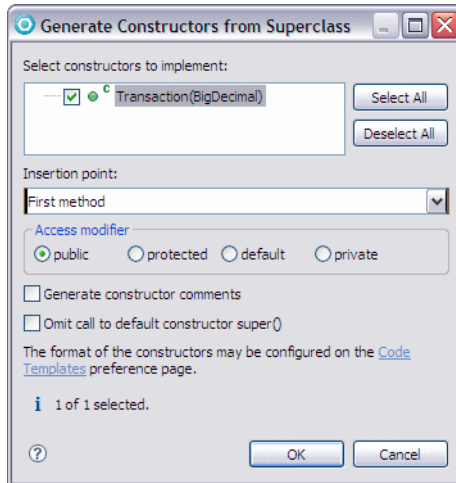 Generate Constructors from Superclass
Select constructors to implement:
C Transaction(BigDecimal)
Select All
Deselect All
Insertion point:
First method
Access modifier
public protected default private
Generate constructor comments
Omit call to default constructor super()
The format of the constructors may be configured on the Code
Templates preference page.
i 1 of 1 selected.
? OK Cancel